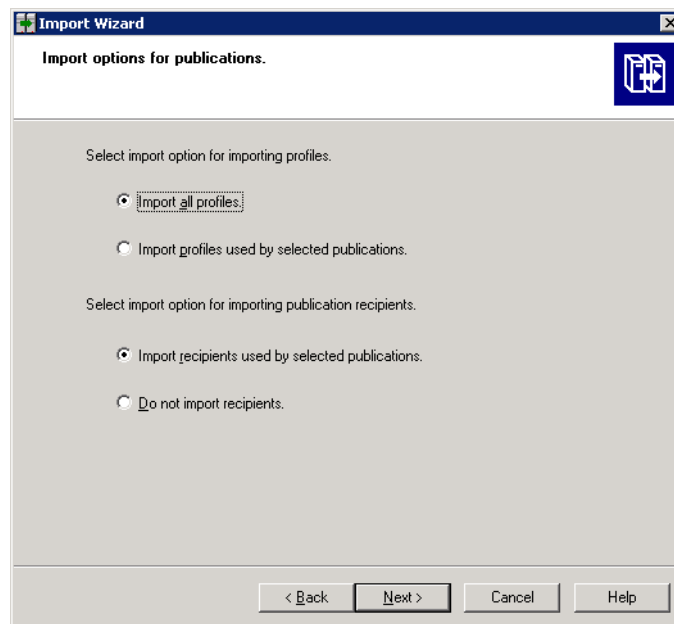 Import Wizard
Import options for publications.
Select import option for importing profiles.
Import all profiles.
Import profiles used by selected publications.
Select import option for importing publication recipients.
Import recipients used by selected publications.
Do not import recipients.
< Back Next > Cancel Help